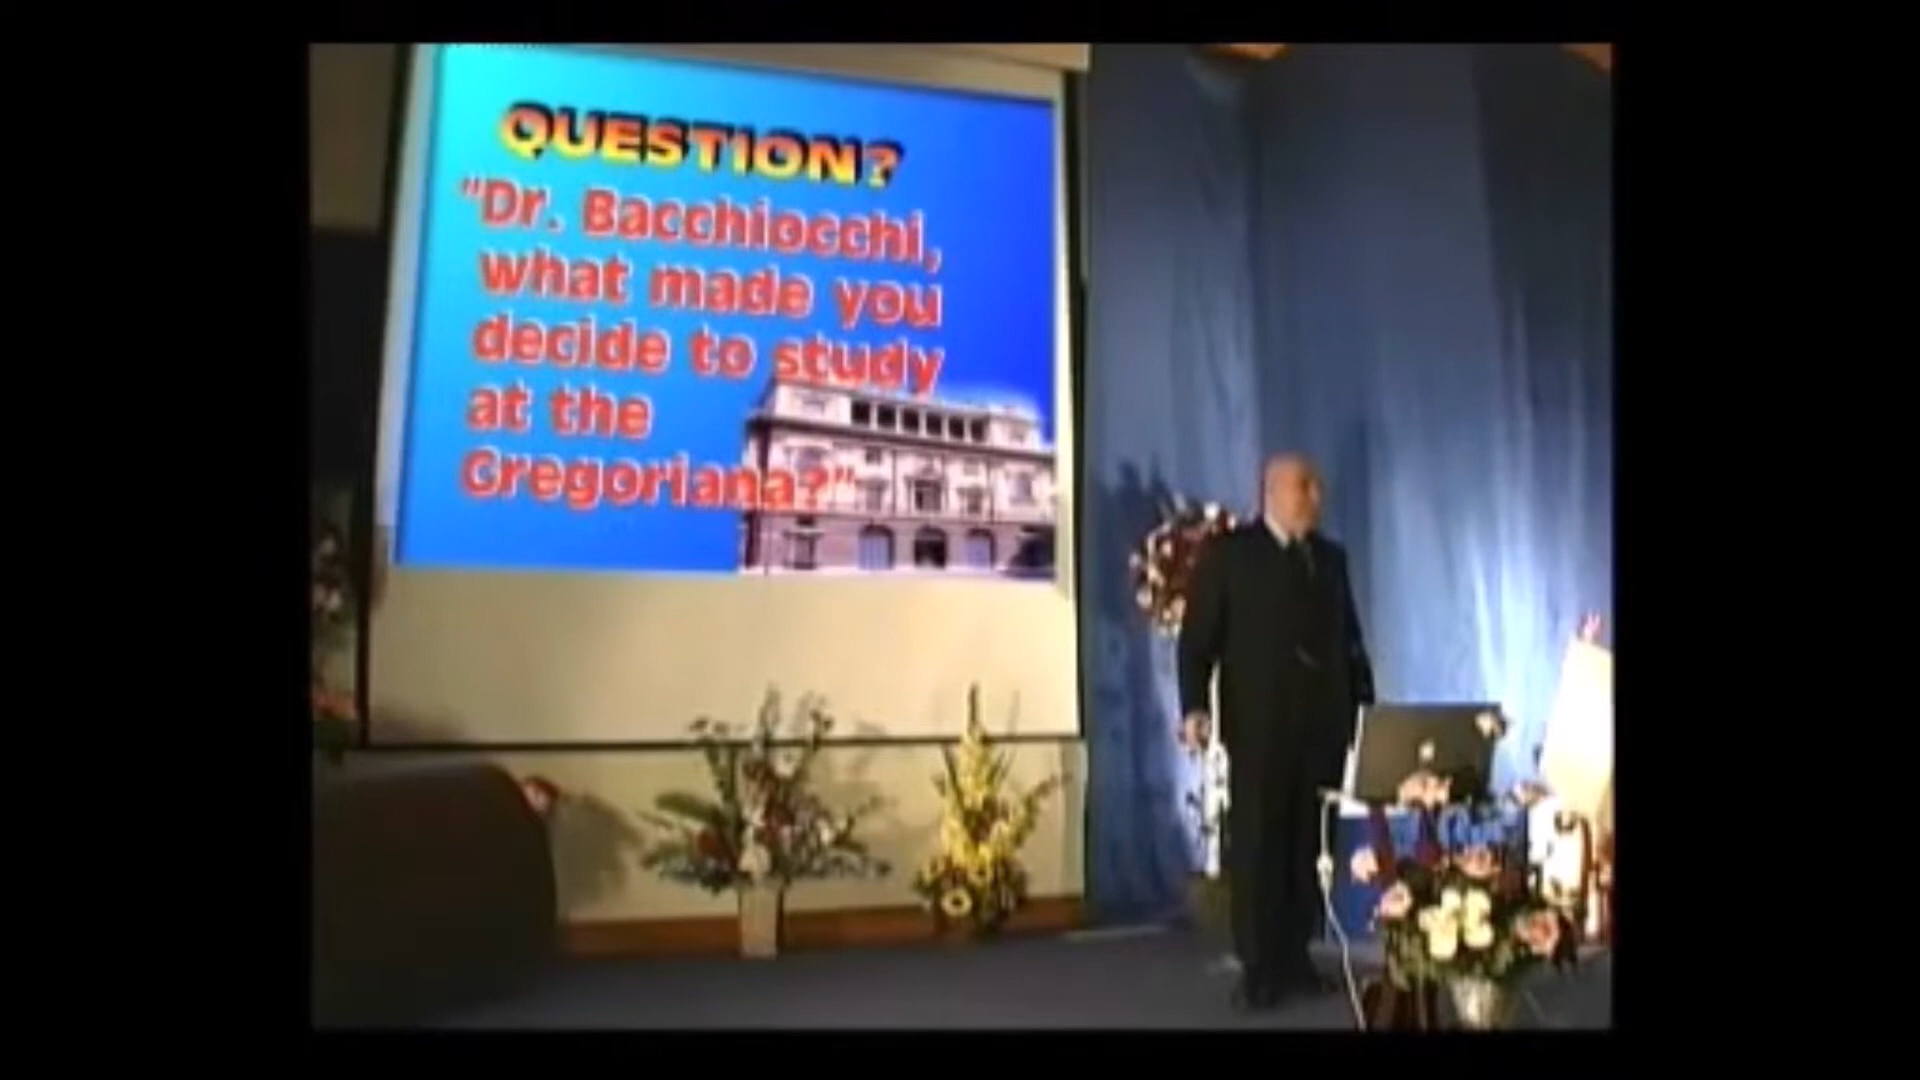 QUESTION?
"Dr. Bacchiocchi,
what made you
decide to study
at the
Gregoriana?"